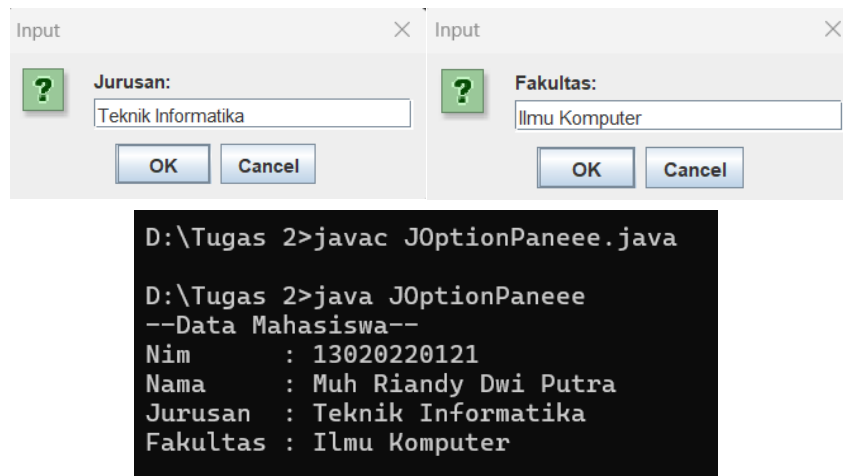 Input
Jurusan:
Teknik Informatika
OK Cancel
Input
Fakultas:
Ilmu Komputer
OK Cancel
D:\Tugas 2>javac JOptionPaneee.java
D:\Tugas 2>java JOptionPaneee
--Data Mahasiswa--
Nim : 13020220121
Nama : Muh Riandy Dwi Putra
Jurusan : Teknik Informatika
Fakultas : Ilmu Komputer